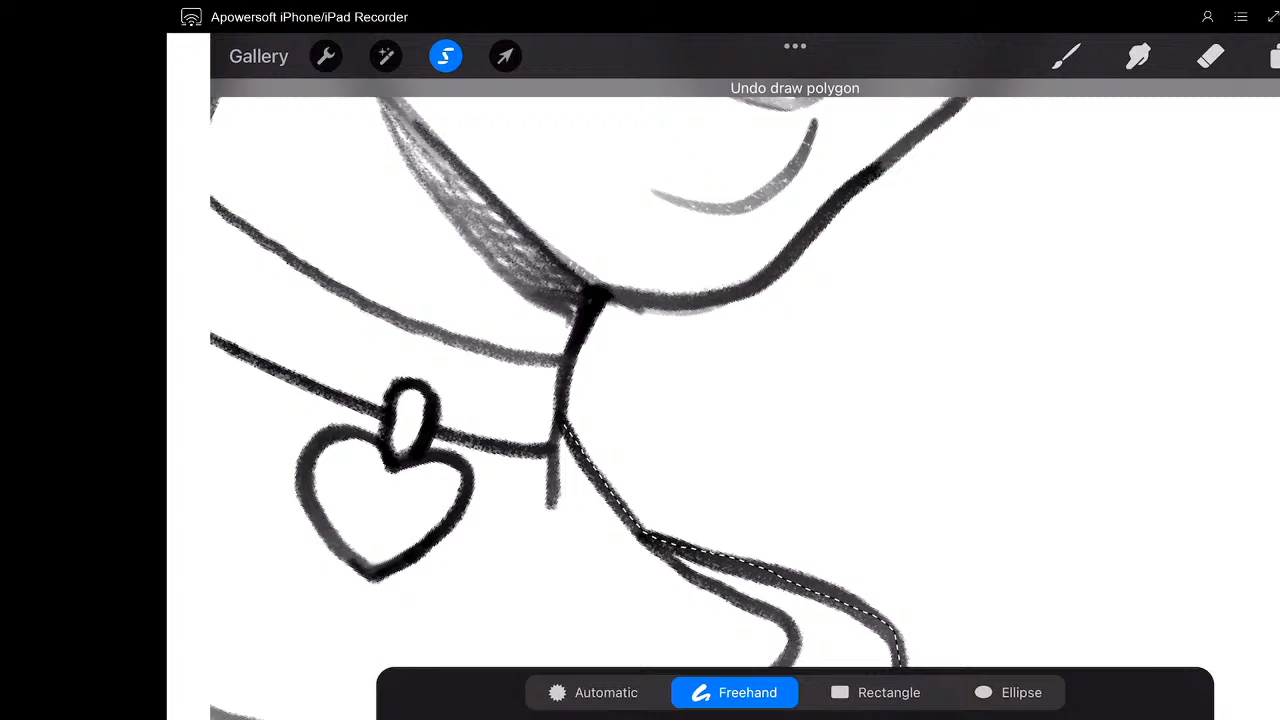 Apowersoft iPhone/iPad Recorder
Gallery
Undo draw polygon
Automatic Freehand Rectangle Ellipse